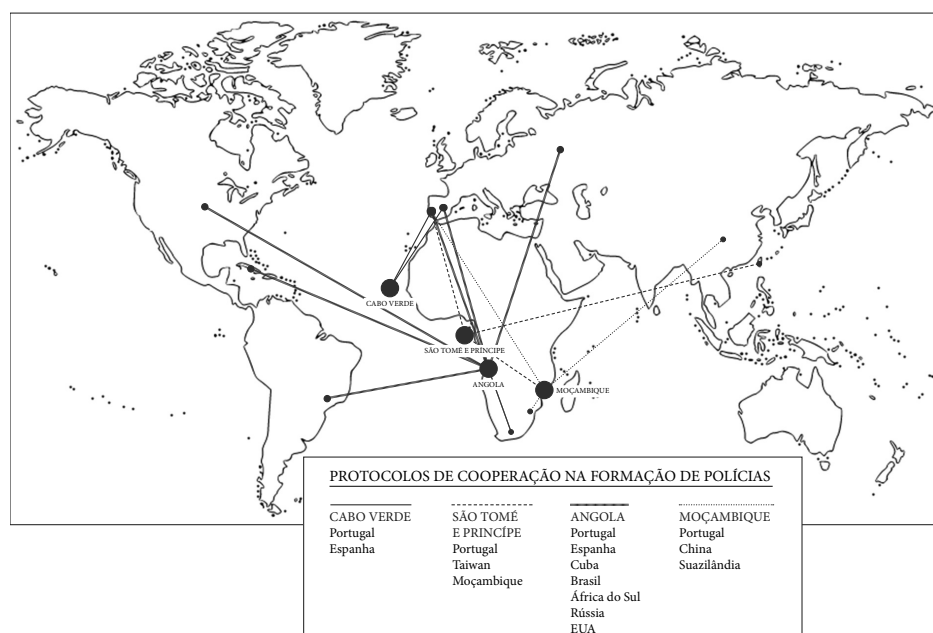 CABO VERDE
SÃO TOMÉ E PRÍNCIPE
ANGOLA
MOÇAMBIQUE
PROTOCOLOS DE COOPERAÇÃO NA FORMAÇÃO DE POLÍCIAS
CABO VERDE
Portugal
Espanha
SÃO TOMÉ
E PRINCÍPE
Portugal
Taiwan
Moçambique
ANGOLA
Portugal
Espanha
Cuba
Brasil
África do Sul
Rússia
EUA
MOÇAMBIQUE
Portugal
China
Suazilândia